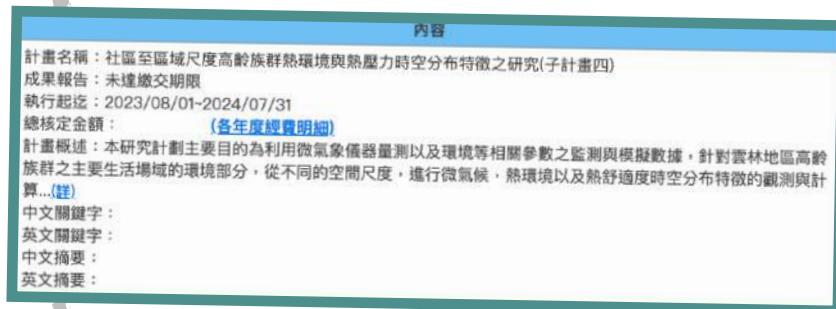 內容
計畫名稱：社區至區域尺度高齡族群熱環境與熱壓力時空分布特徵之研究(子計畫四)
成果報告：未達繳交期限
執行起迄：2023/08/01~2024/07/31
總核定金額： (各年度經費明細)
計畫概述：本研究計劃主要目的為利用微氣象儀器量測以及環境等相關參數之監測與模擬數據，針對雲林地區高齡
族群之主要生活場域的環境部分，從不同的空間尺度，進行微氣候，熱環境以及熱舒適度時空分布特徵的觀測與計
算...(詳)
中文關鍵字：
英文關鍵字：
中文摘要：
英文摘要：